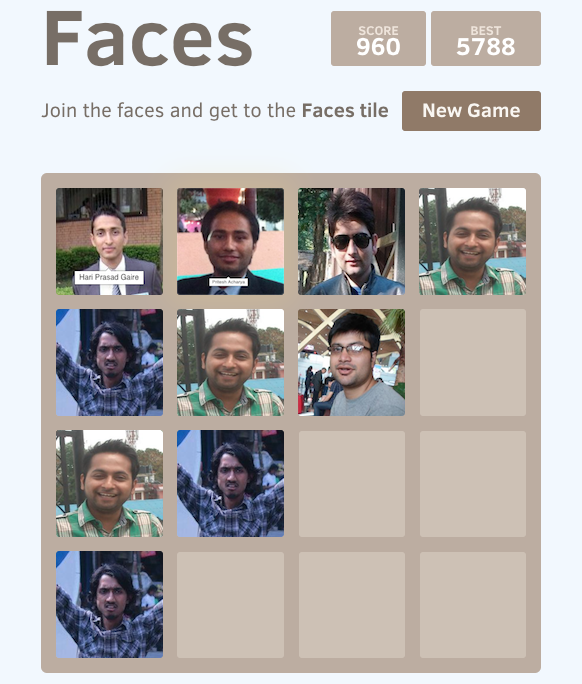 Faces
SCORE
960
BEST
5788
Join the faces and get to the Faces tile
New Game
Hari Prasad Gaire
Pritesh Acharya